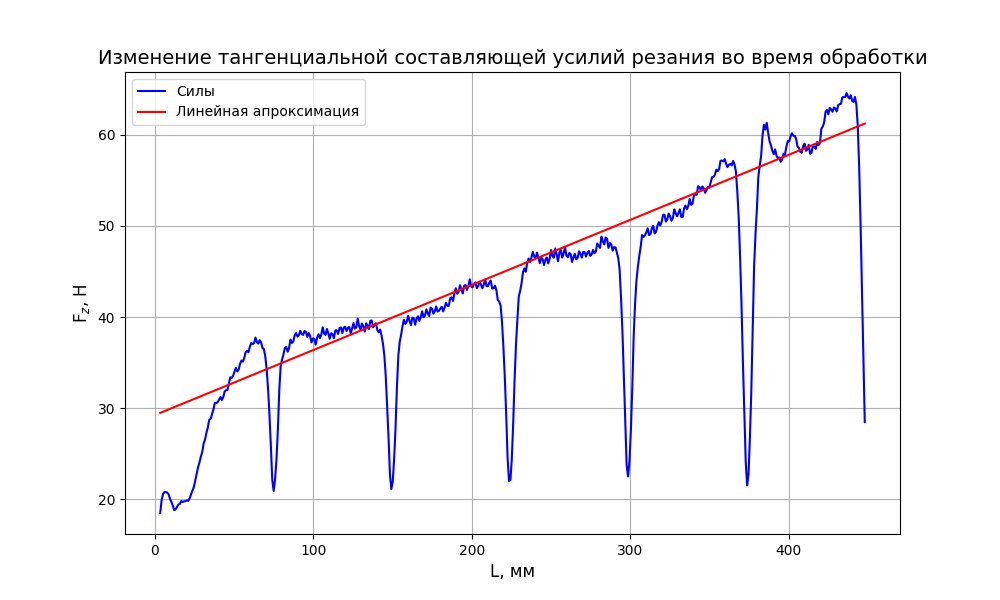 Изменение тангенциальной составляющей усилий резания во время обработки
Силы
Линейная апроксимация
60
50
40
30
20
F_z, Н
0 100 200 300 400
L, мм